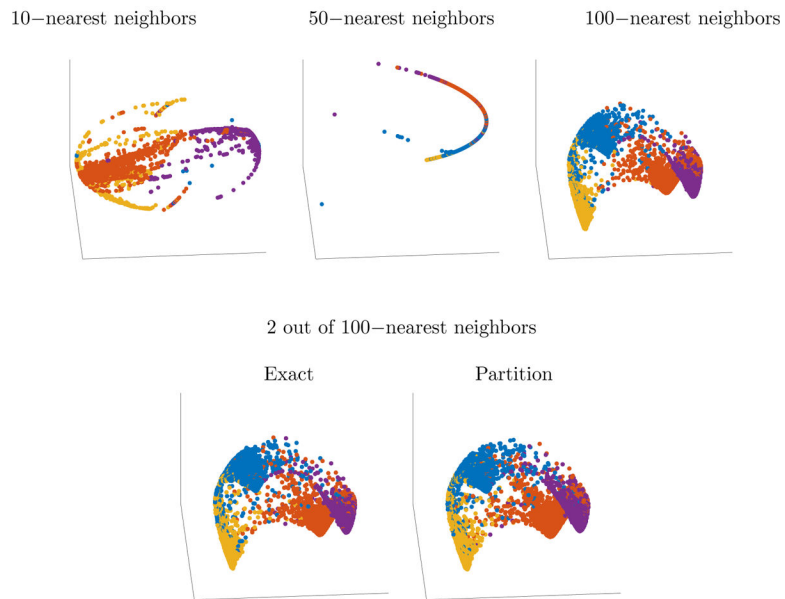 10−nearest neighbors
50−nearest neighbors
100−nearest neighbors
2 out of 100−nearest neighbors
Exact
Partition